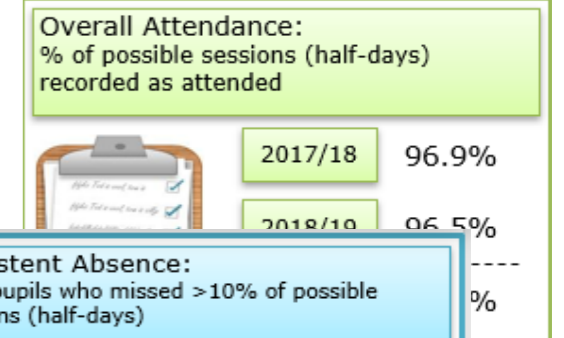 Overall Attendance:
% of possible sessions (half-days)
recorded as attended
2017/18 96.9%
2018/19 96.5%
stent Absence:
upils who missed >10% of possible
ns (half-days)
%